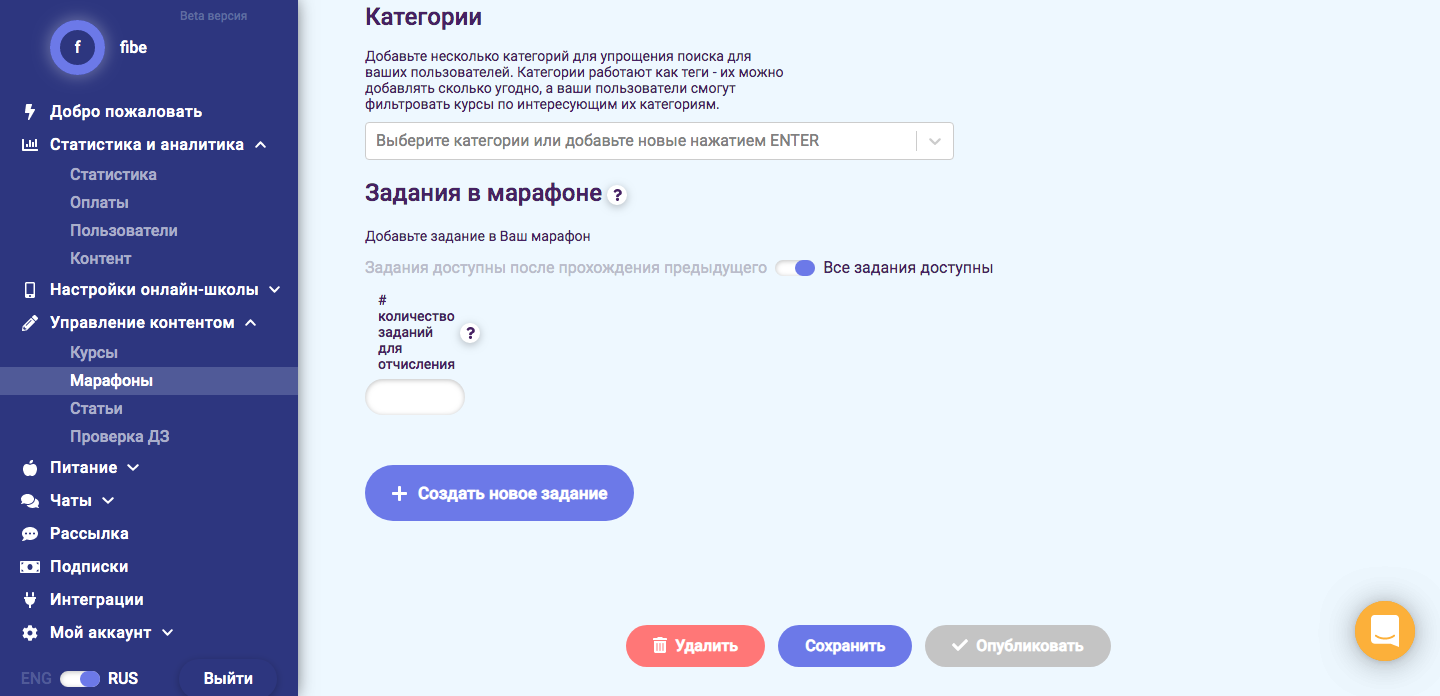 Beta версия
f
fibe
Добро пожаловать
Статистика и аналитика
Статистика
Оплаты
Пользователи
Контент
Настройки онлайн-школы
Управление контентом
Курсы
Марафоны
Статьи
Проверка ДЗ
Питание
Чаты
Рассылка
Подписки
Интеграции
Мой аккаунт
ENG RUS
Выйти
Категории
Добавьте несколько категорий для упрощения поиска для
ваших пользователей. Категории работают как теги - их можно
добавлять сколько угодно, а ваши пользователи смогут
фильтровать курсы по интересующим их категориям.
Выберите категории или добавьте новые нажатием ENTER
Задания в марафоне ?
Добавьте задание в Ваш марафон
Задания доступны после прохождения предыдущего Все задания доступны
#
количество
заданий ?
для
отчисления
+ Создать новое задание
Удалить
Сохранить
Опубликовать